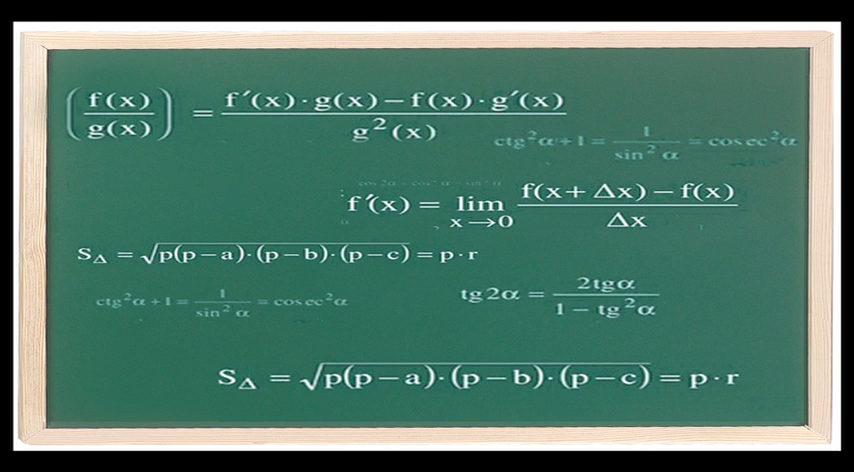 (f(x)/g(x)) = (f′(x)·g(x)−f(x)·g′(x))/g²(x)
ctg²α+1 = 1/sin²α = cosec²α
f′(x) = lim x→0 (f(x+Δx)−f(x))/Δx
S_Δ = √p(p−a)·(p−b)·(p−c) = p·r
ctg²α+1 = 1/sin²α = cosec²α
tg2α = 2tgα/(1−tg²α)
S_Δ = √p(p−a)·(p−b)·(p−c) = p·r